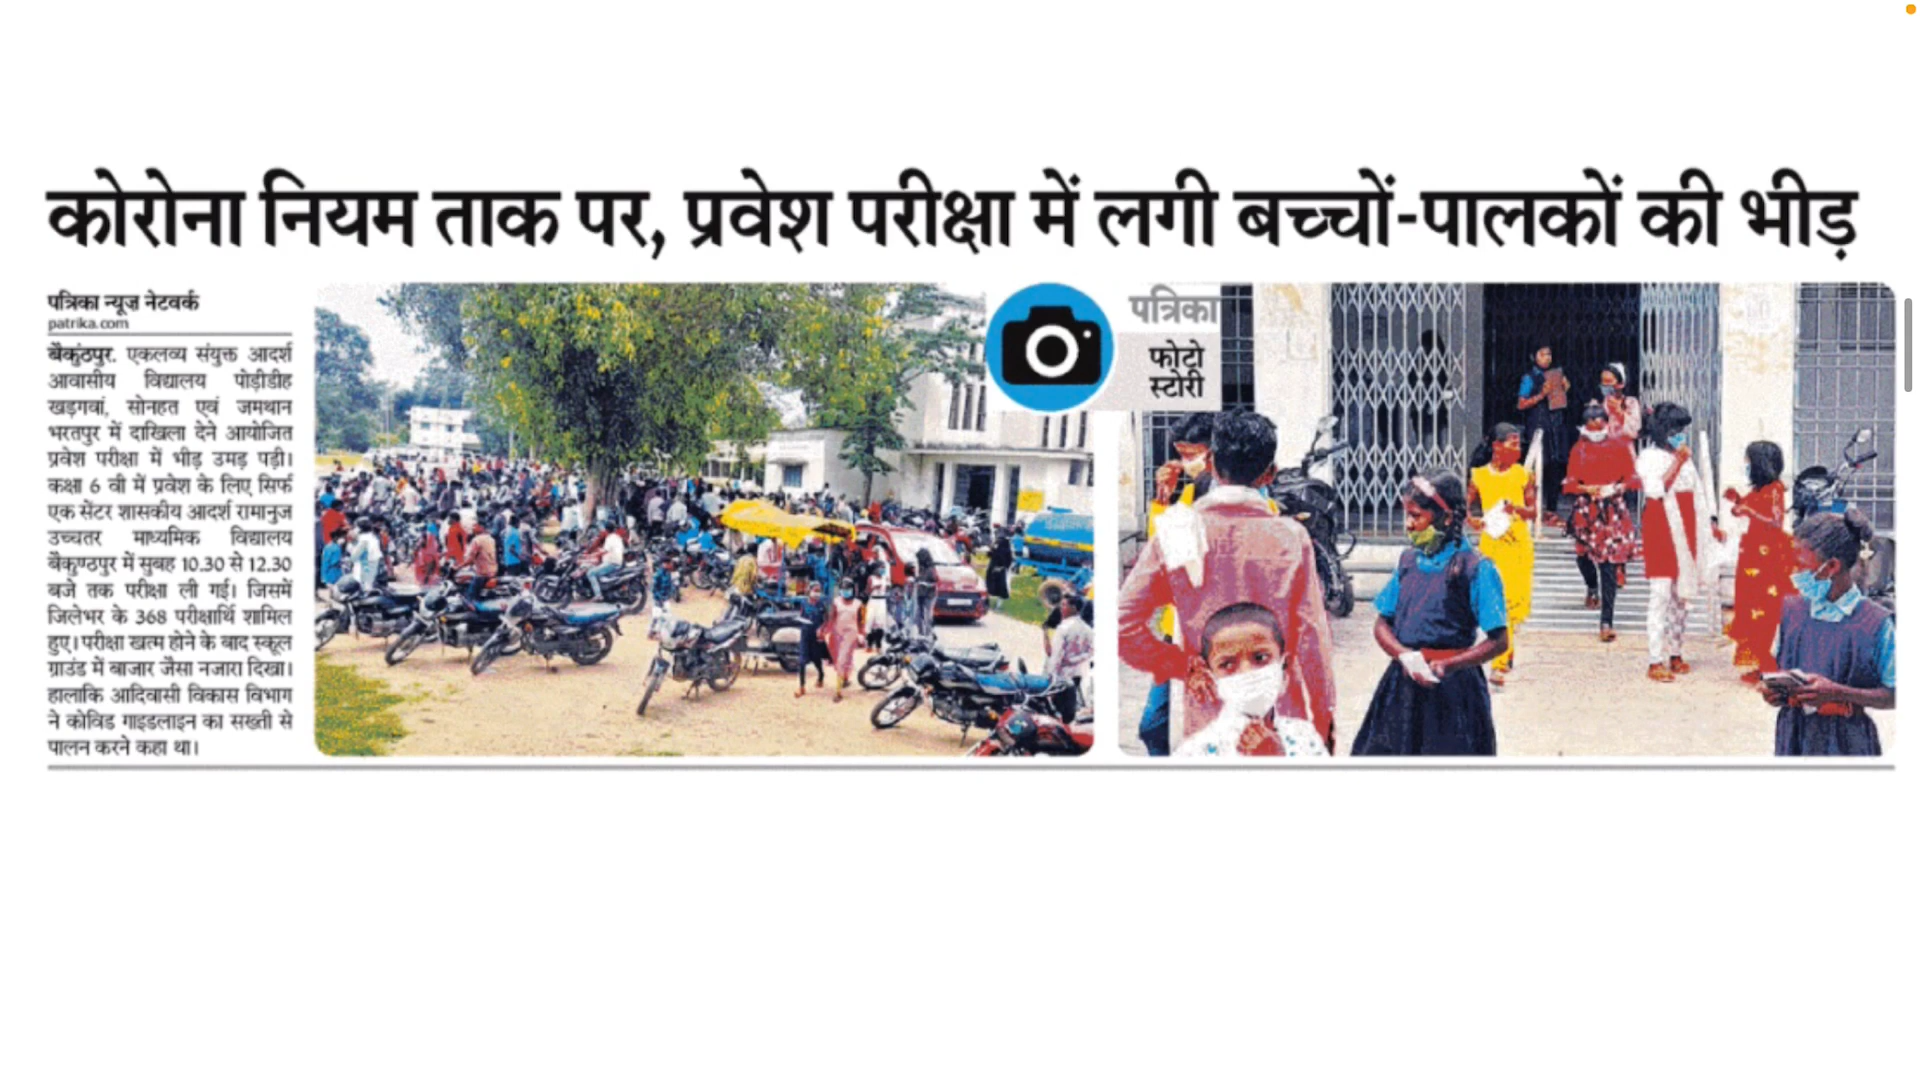 कोरोना नियम ताक पर, प्रवेश परीक्षा में लगी बच्चों-पालकों की भीड़
पत्रिका न्यूज नेटवर्क
patrika.com
बैकुंठपुर. एकलव्य संयुक्त आदर्श
आवासीय विद्यालय पोड़ीडीह
खड़गवां, सोनहत एवं जमथान
भरतपुर में दाखिला देने आयोजित
प्रवेश परीक्षा में भीड़ उमड़ पड़ी।
कक्षा 6 वी में प्रवेश के लिए सिर्फ
एक सेंटर शासकीय आदर्श रामानुज
उच्चतर माध्यमिक विद्यालय
बैकुण्ठपुर में सुबह 10.30 से 12.30
बजे तक परीक्षा ली गई। जिसमें
जिलेभर के 368 परीक्षार्थि शामिल
हुए। परीक्षा खत्म होने के बाद स्कूल
ग्राउंड में बाजार जैसा नजारा दिखा।
हालाकि आदिवासी विकास विभाग
ने कोविड गाइडलाइन का सख्ती से
पालन करने कहा था।
पत्रिका
फोटो
स्टोरी